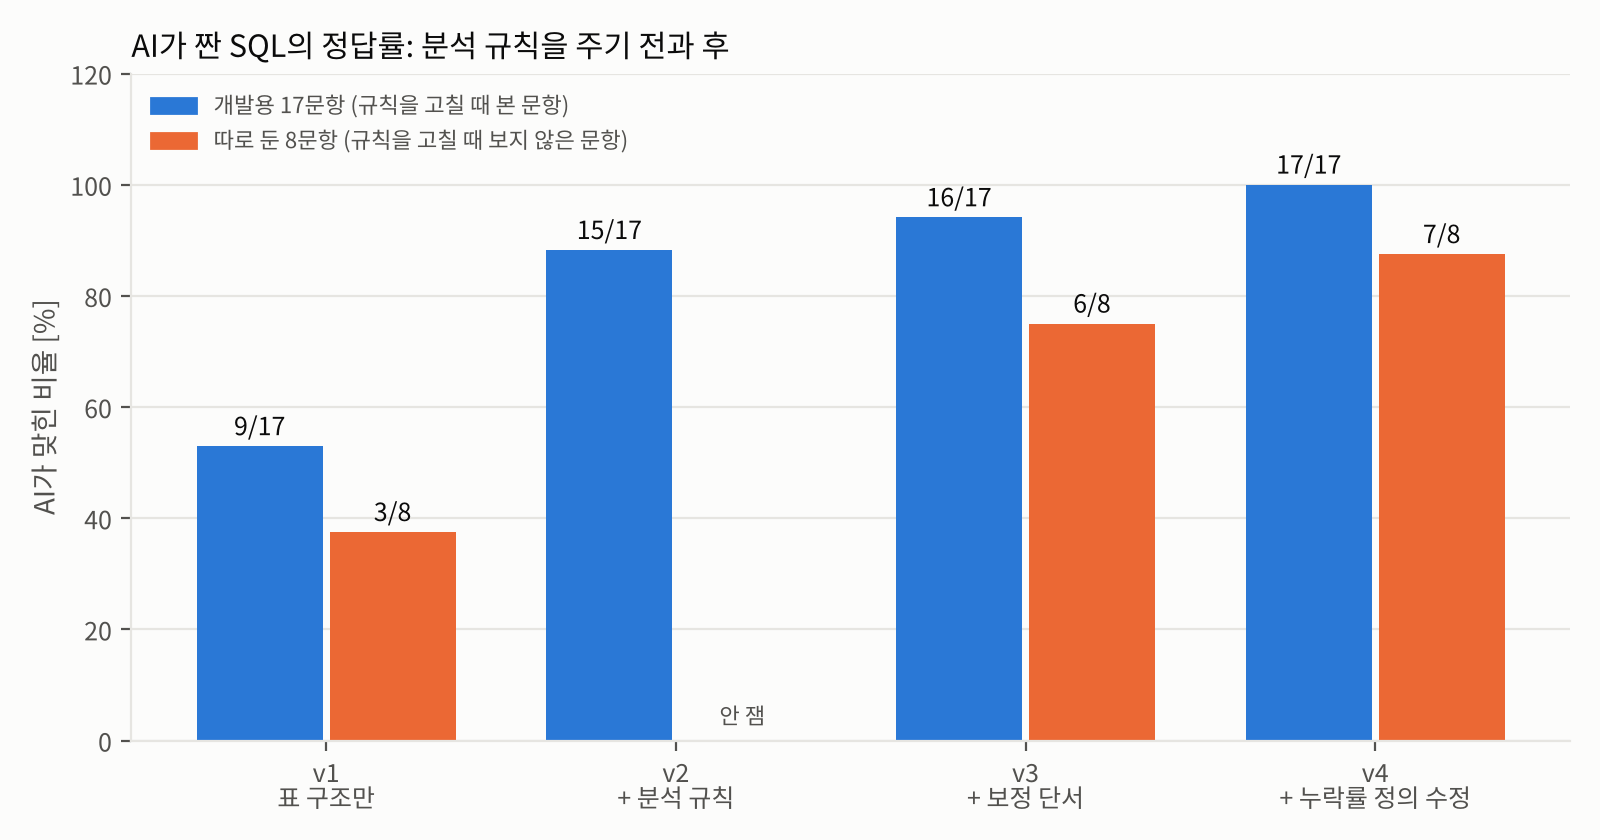 AI가 짠 SQL의 정답률: 분석 규칙을 주기 전과 후
120
100
80
60
40
20
0
AI가 맞힌 비율 [%]
개발용 17문항 (규칙을 고칠 때 본 문항)
따로 둔 8문항 (규칙을 고칠 때 보지 않은 문항)
9/17
3/8
15/17
안 잼
16/17
6/8
17/17
7/8
v1
표 구조만
v2
+ 분석 규칙
v3
+ 보정 단서
v4
+ 누락률 정의 수정